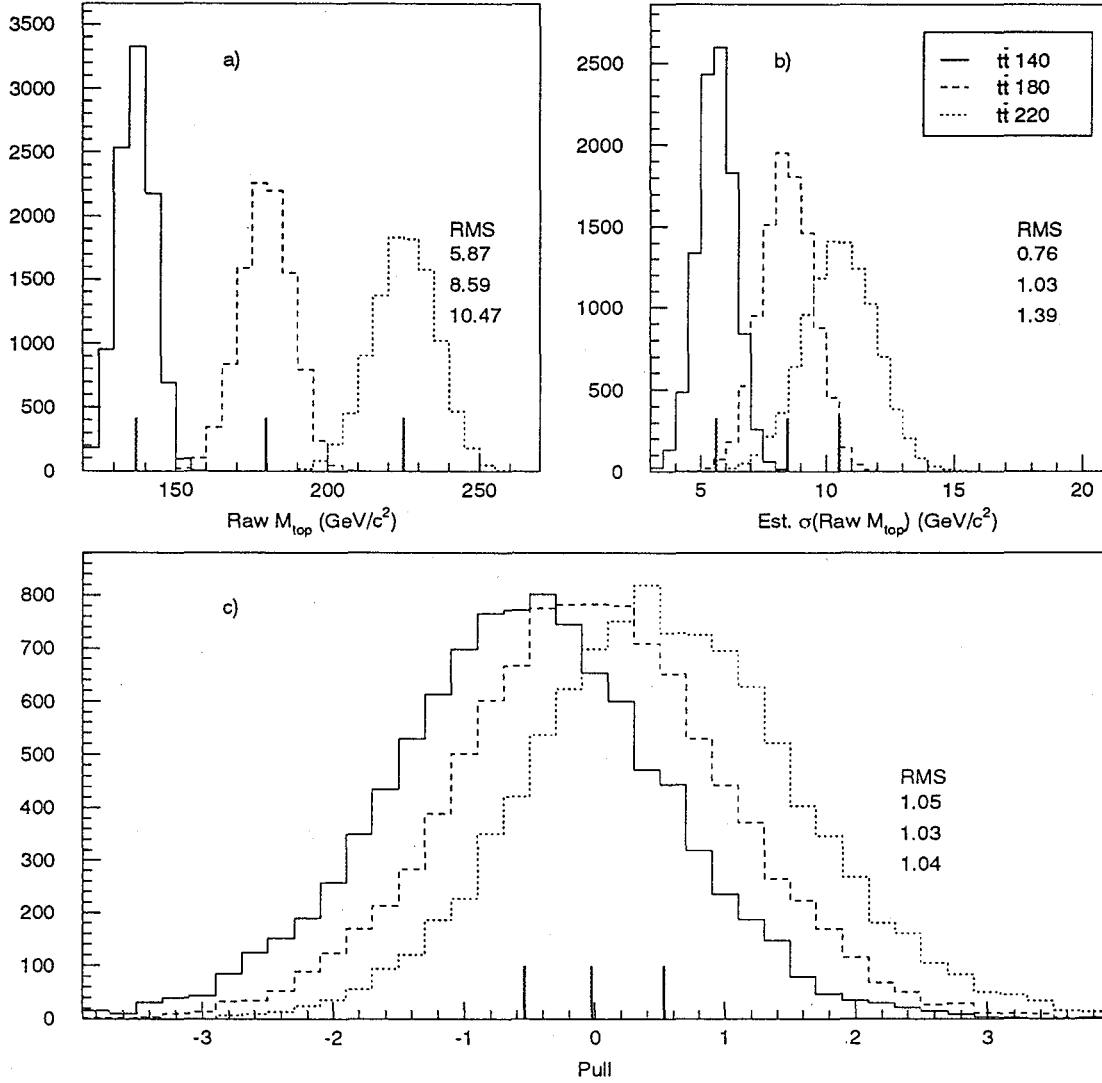 a)
3500
3000
2500
2000
1500
1000
500
0
RMS
5.87
8.59
10.47
150 200 250
Raw M_top (GeV/c²)
b)
tt̄ 140
tt̄ 180
tt̄ 220
2500
2000
1500
1000
500
0
RMS
0.76
1.03
1.39
5 10 15 20
Est. σ(Raw M_top) (GeV/c²)
c)
800
700
600
500
400
300
200
100
0
RMS
1.05
1.03
1.04
-3 -2 -1 0 1 2 3
Pull